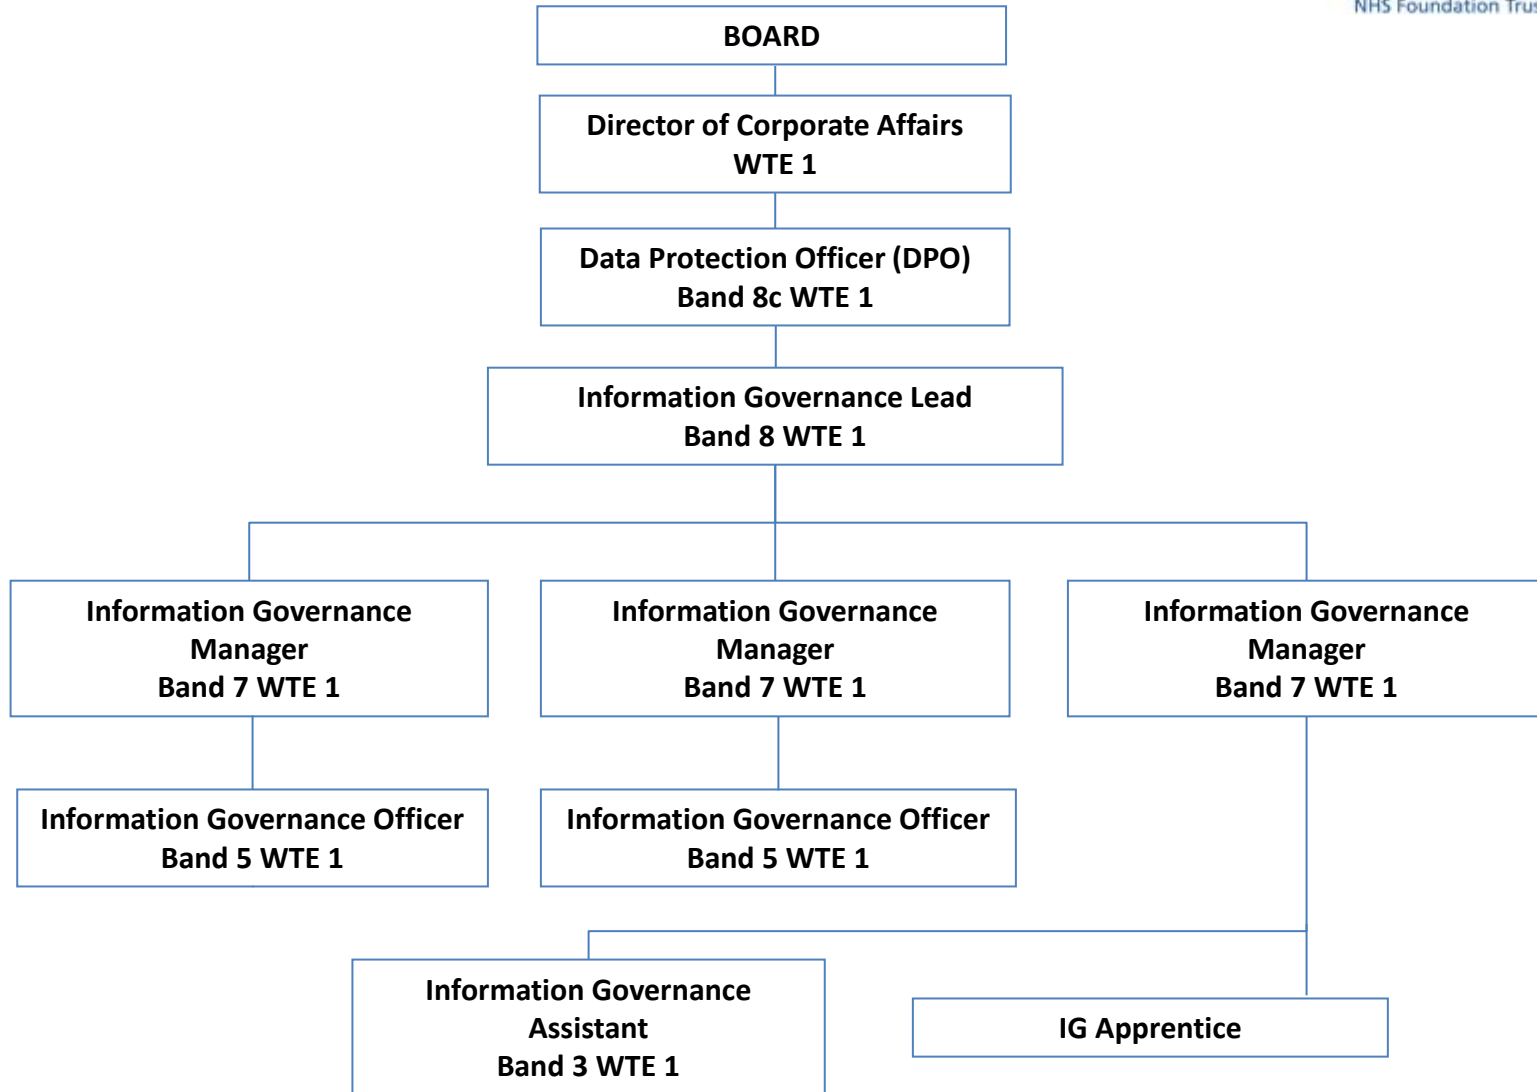 NHS Foundation Trus
BOARD
Director of Corporate Affairs
WTE 1
Data Protection Officer (DPO)
Band 8c WTE 1
Information Governance Lead
Band 8 WTE 1
Information Governance
Manager
Band 7 WTE 1
Information Governance
Manager
Band 7 WTE 1
Information Governance
Manager
Band 7 WTE 1
Information Governance Officer
Band 5 WTE 1
Information Governance Officer
Band 5 WTE 1
Information Governance
Assistant
Band 3 WTE 1
IG Apprentice